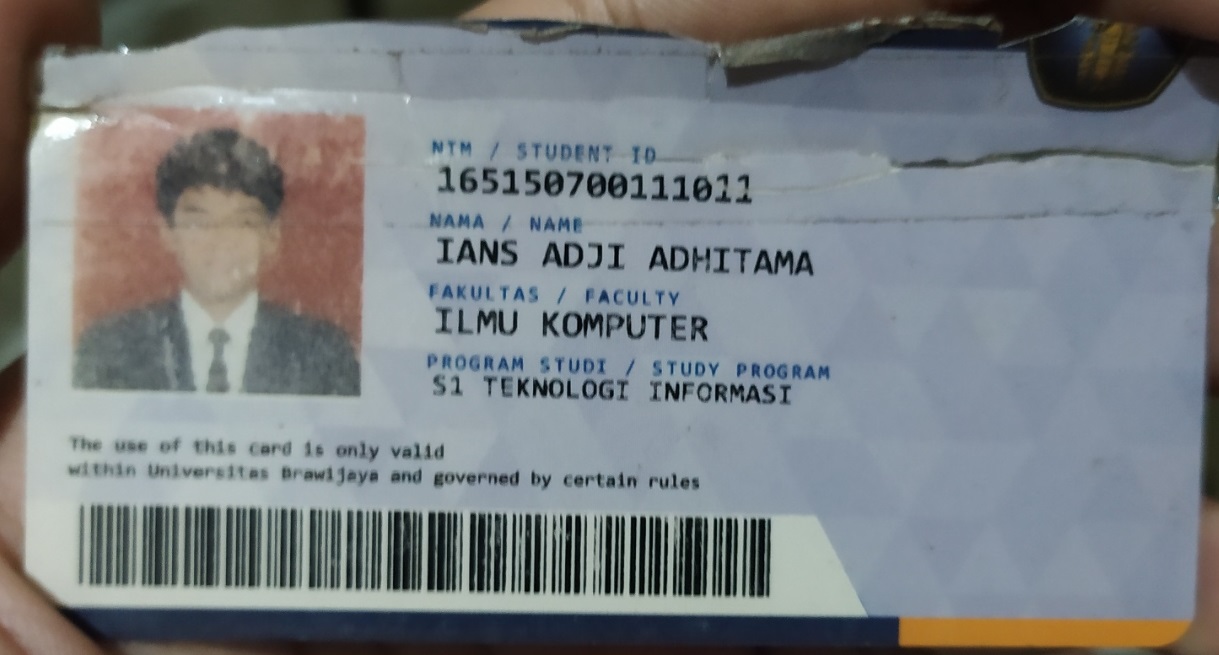 NIM / STUDENT ID
165150700111011
NAMA / NAME
IANS ADJI ADHITAMA
FAKULTAS / FACULTY
ILMU KOMPUTER
PROGRAM STUDI / STUDY PROGRAM
S1 TEKNOLOGI INFORMASI
The use of this card is only valid
within Universitas Brawijaya and governed by certain rules